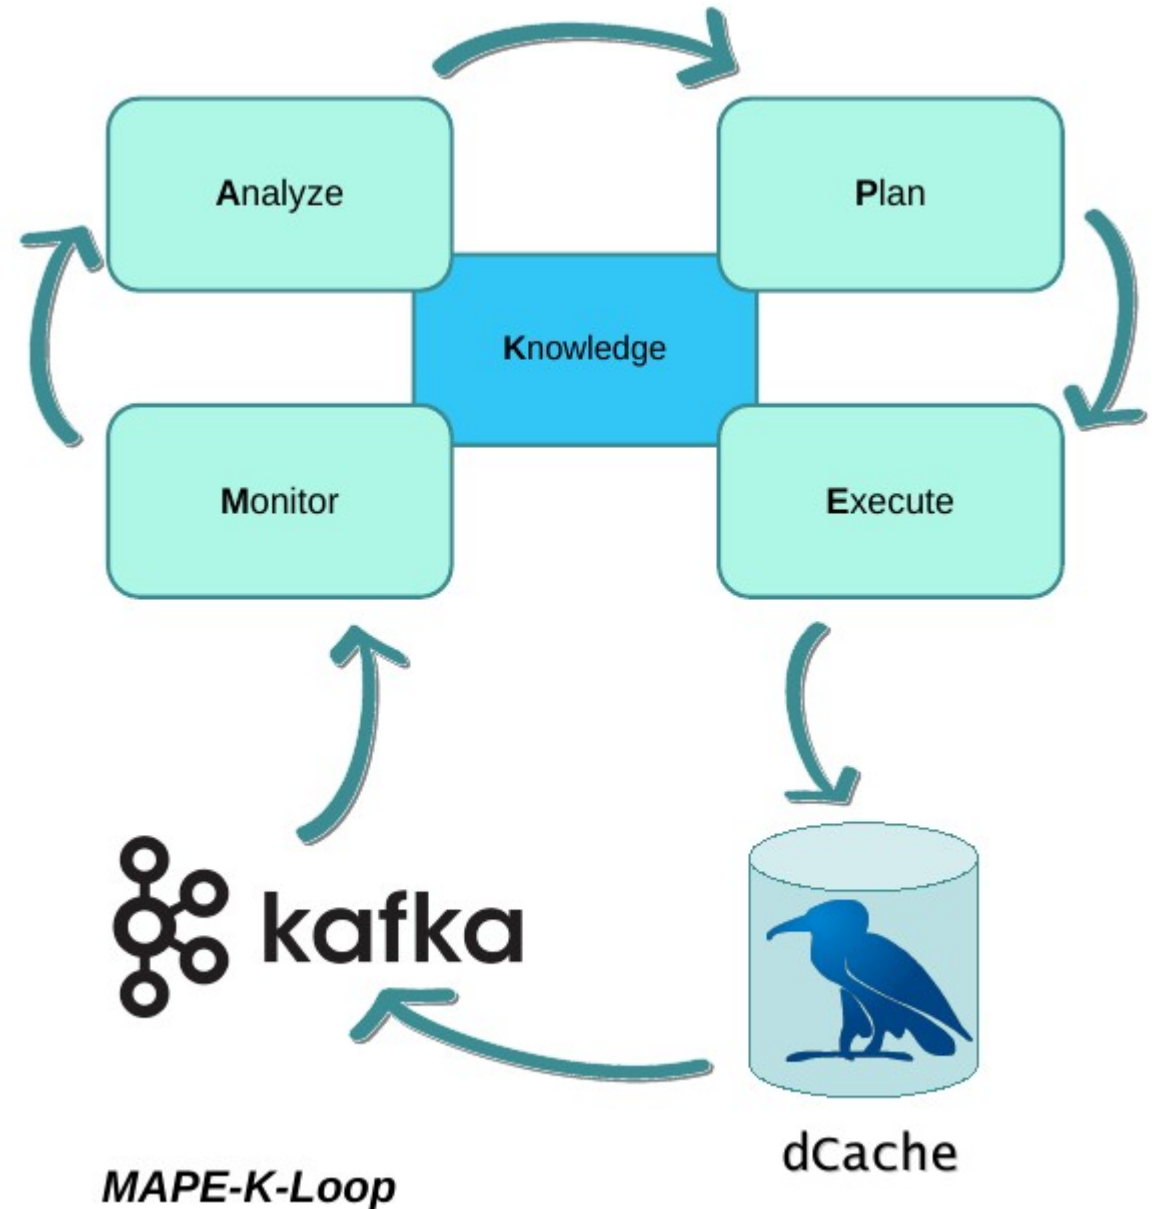 Analyze
Plan
Knowledge
Monitor
Execute
kafka
dCache
MAPE-K-Loop